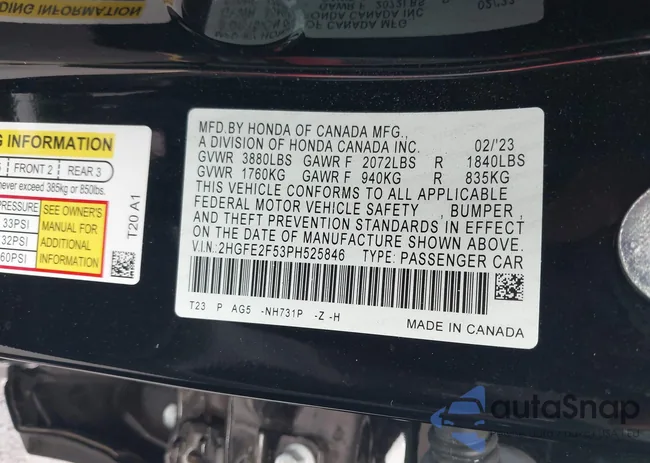 MFD.BY HONDA OF CANADA MFG.,
A DIVISION OF HONDA CANADA INC. 02/'23
GVWR 3880LBS GAWR F 2072LBS R 1840LBS
GVWR 1760KG GAWR F 940KG R 835KG
THIS VEHICLE CONFORMS TO ALL APPLICABLE
FEDERAL MOTOR VEHICLE SAFETY , BUMPER ,
AND THEFT PREVENTION STANDARDS IN EFFECT
ON THE DATE OF MANUFACTURE SHOWN ABOVE.
V.I.N.:2HGFE2F53PH525846 TYPE: PASSENGER CAR
T23 P AG5 -NH731P -Z -H
MADE IN CANADA
INFORMATION
FRONT 2 REAR 3
never exceed 385kg or 850lbs.
PRESSURE
33PSI
32PSI
60PSI
SEE OWNER'S
MANUAL FOR
ADDITIONAL
INFORMATION
T20 A1
autoSnap